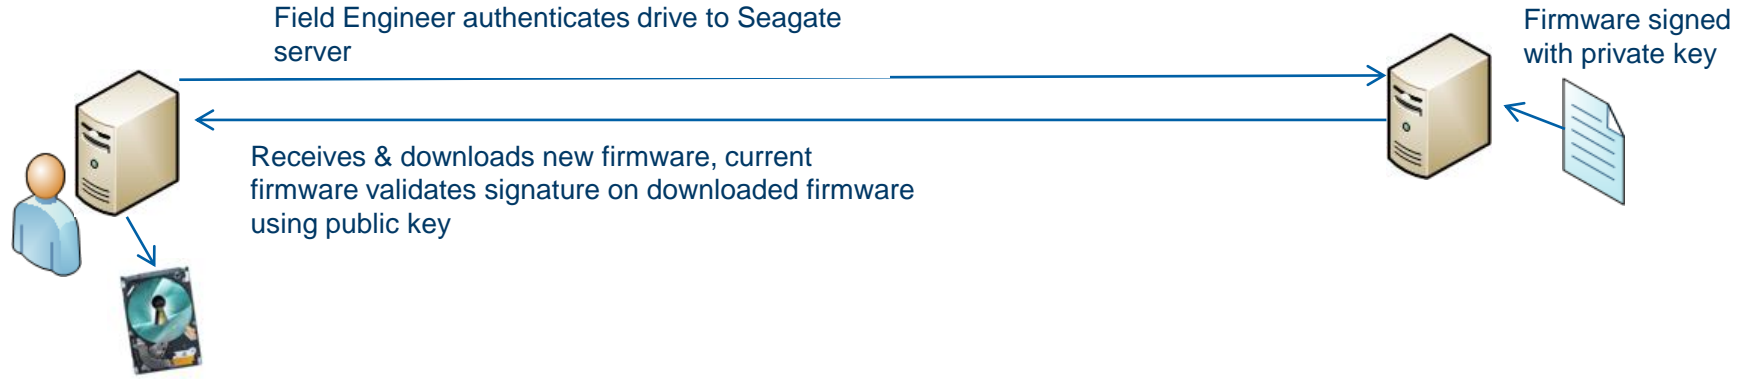 Field Engineer authenticates drive to Seagate
server
Firmware signed
with private key
Receives & downloads new firmware, current
firmware validates signature on downloaded firmware
using public key